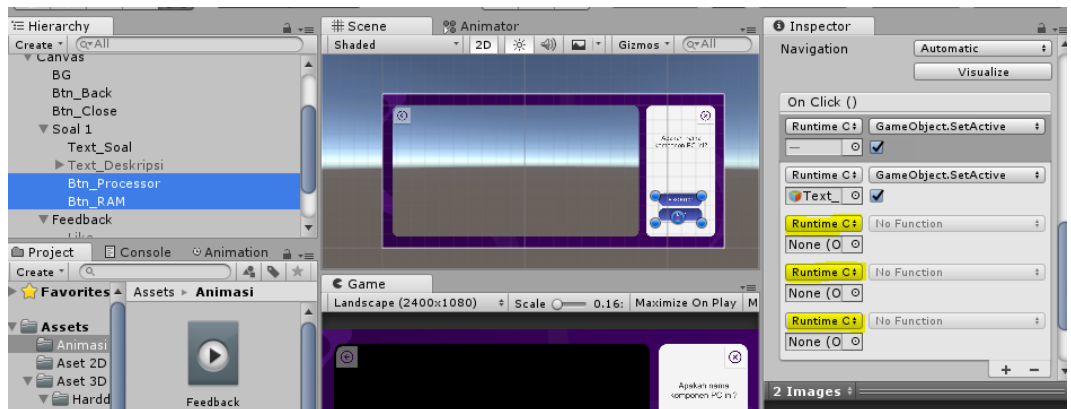 Hierarchy
Create
All
Canvas
BG
Btn_Back
Btn_Close
Soal 1
Text_Soal
Text_Deskripsi
Btn_Processor
Btn_RAM
Feedback
Like
Project
Console
Animation
Create
Favorites
Assets
Animasi
Aset 2D
Aset 3D
Hardd
Assets ▸ Animasi
Feedback
Scene
Animator
Shaded
2D
Gizmos
All
Game
Landscape (2400x1080)
Scale
0.16:
Maximize On Play
M
Apakan nama
komponen PC ini?
Inspector
Navigation
Automatic
Visualize
On Click ()
Runtime C
GameObject.SetActive
—
Runtime C
GameObject.SetActive
Text_
Runtime C
No Function
None (O
Runtime C
No Function
None (O
Runtime C
No Function
None (O
+ −
2 Images